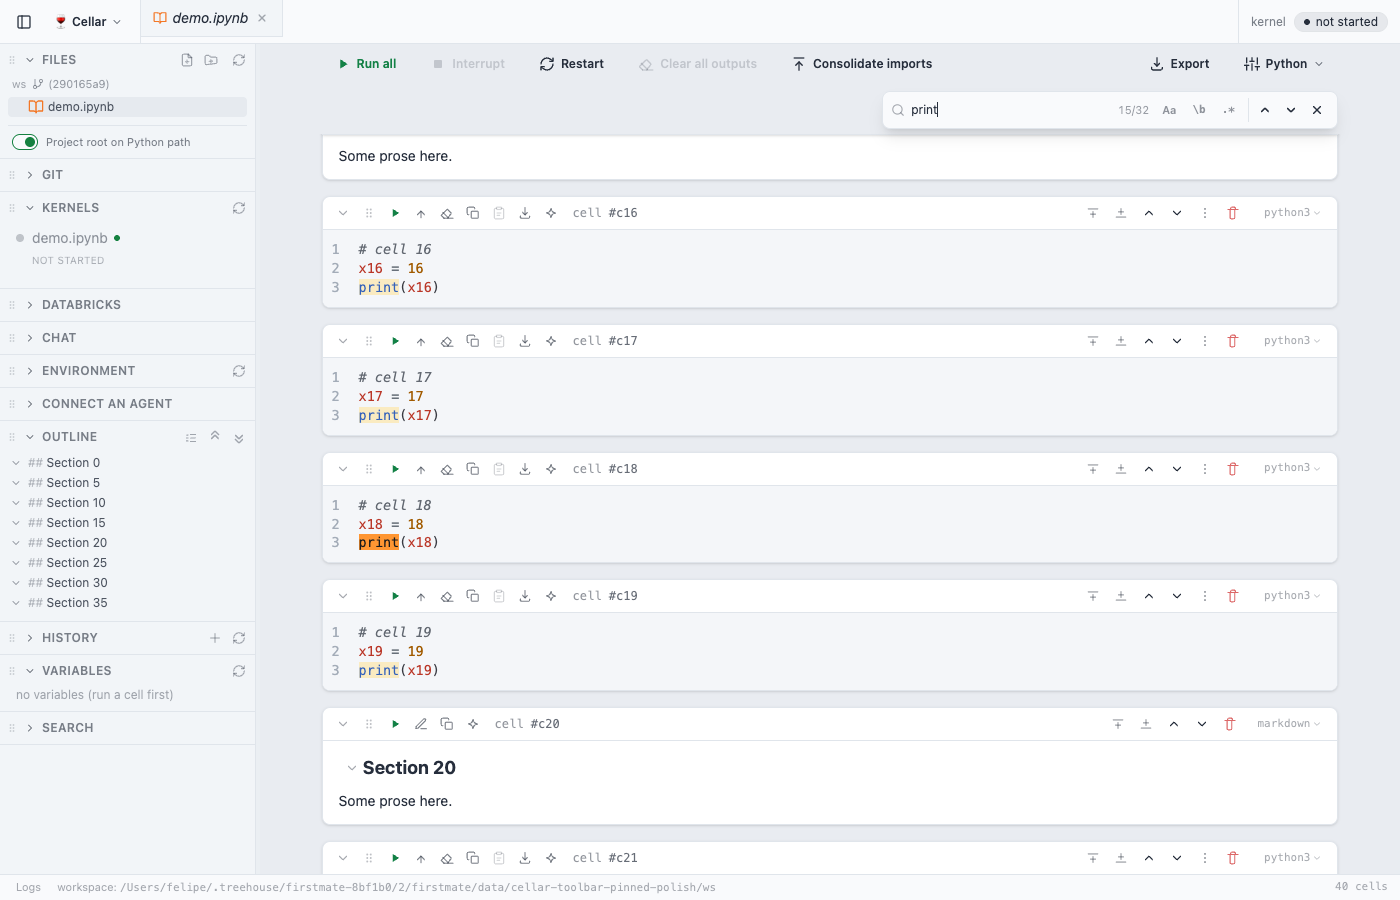 Cellar
demo.ipynb
kernel
not started
FILES
ws (290165a9)
demo.ipynb
Project root on Python path
GIT
KERNELS
demo.ipynb
NOT STARTED
DATABRICKS
CHAT
ENVIRONMENT
CONNECT AN AGENT
OUTLINE
## Section 0
## Section 5
## Section 10
## Section 15
## Section 20
## Section 25
## Section 30
## Section 35
HISTORY
VARIABLES
no variables (run a cell first)
SEARCH
Run all Interrupt Restart Clear all outputs Consolidate imports Export Python
print 15/32 Aa \b .*
Some prose here.
cell #c16 python3
1 # cell 16
2 x16 = 16
3 print(x16)
cell #c17 python3
1 # cell 17
2 x17 = 17
3 print(x17)
cell #c18 python3
1 # cell 18
2 x18 = 18
3 print(x18)
cell #c19 python3
1 # cell 19
2 x19 = 19
3 print(x19)
cell #c20 markdown
Section 20
Some prose here.
cell #c21 python3
Logs workspace: /Users/felipe/.treehouse/firstmate-8bf1b0/2/firstmate/data/cellar-toolbar-pinned-polish/ws 40 cells